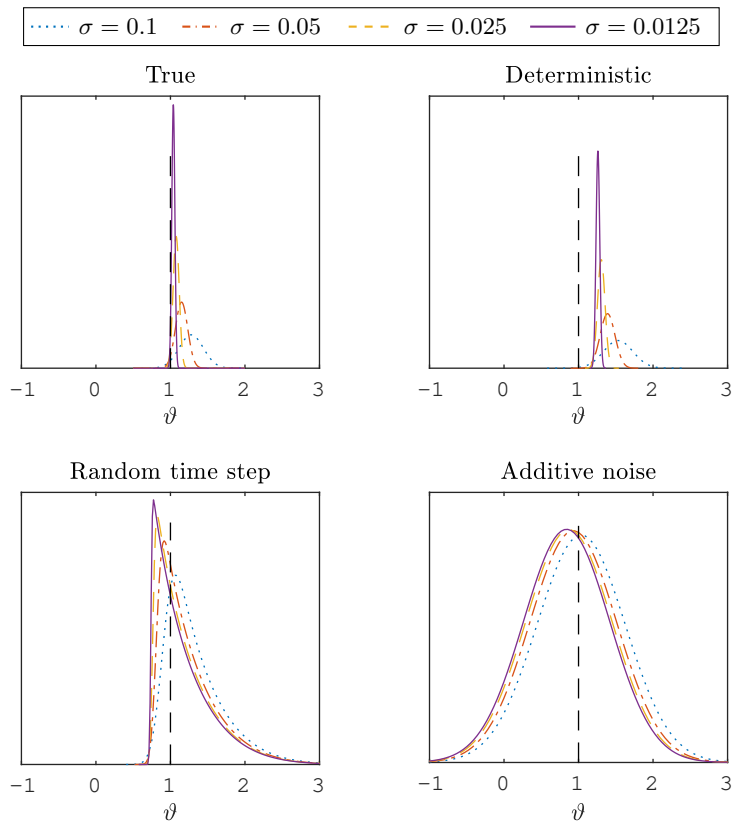 σ = 0.1 σ = 0.05 σ = 0.025 σ = 0.0125
True
Deterministic
−1 0 1 2 3
ϑ
−1 0 1 2 3
ϑ
Random time step
Additive noise
−1 0 1 2 3
ϑ
−1 0 1 2 3
ϑ